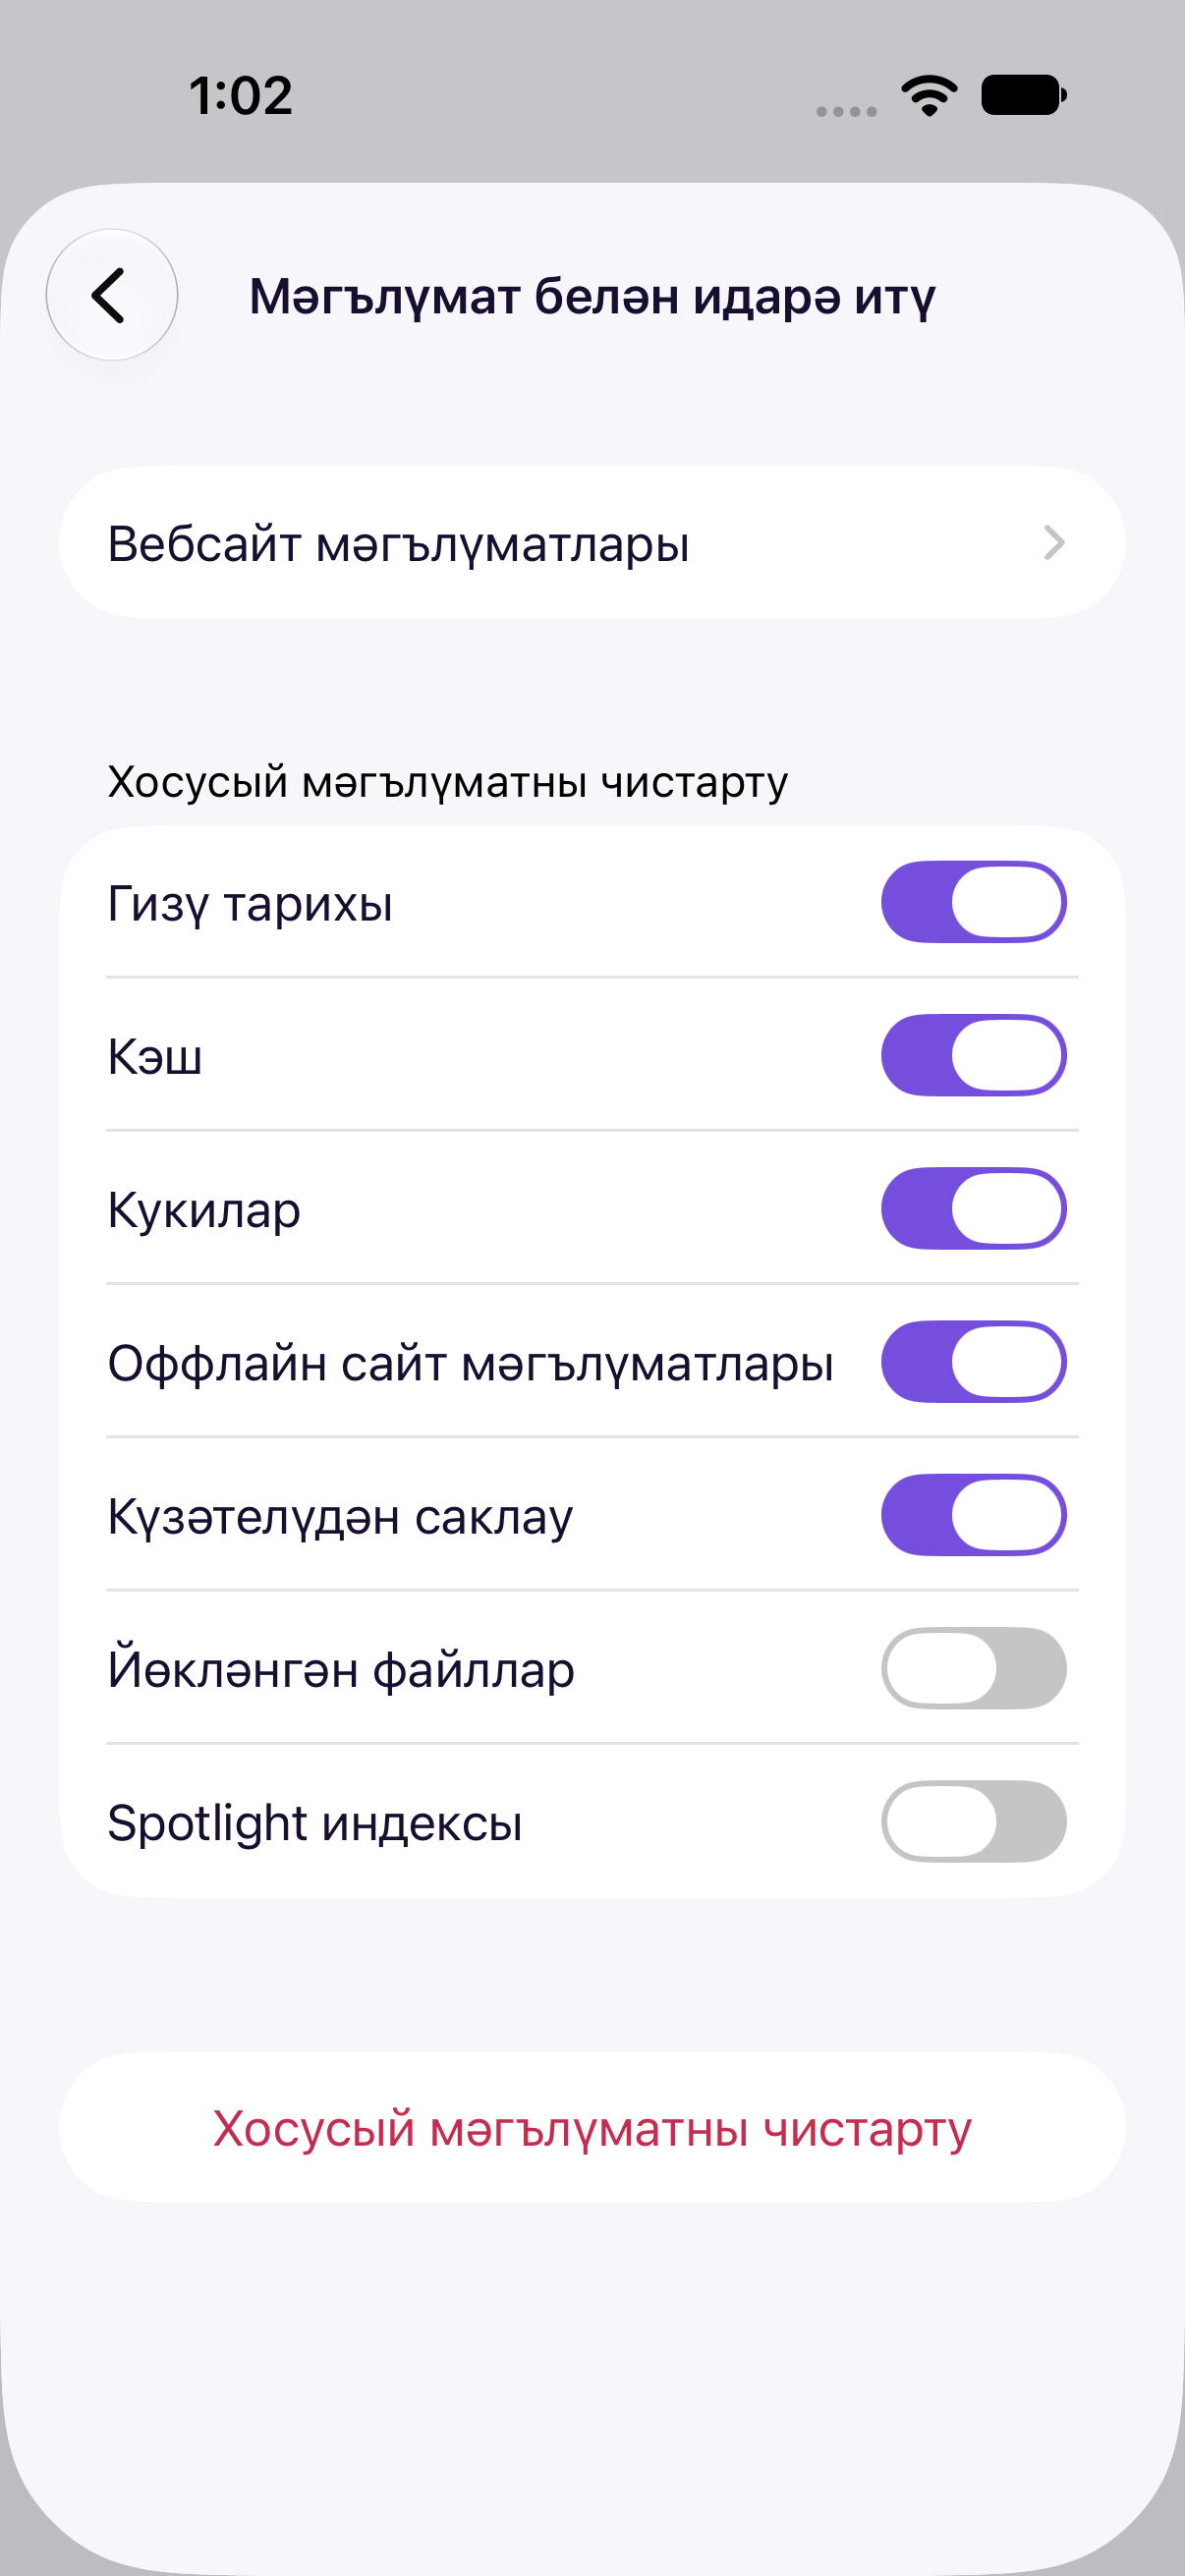 1:02
Мәгълүмат белән идарә итү
Вебсайт мәгълүматлары
Хосусый мәгълүматны чистарту
Гизү тарихы
Кэш
Кукилар
Оффлайн сайт мәгълүматлары
Күзәтелүдән саклау
Йөкләнгән файллар
Spotlight индексы
Хосусый мәгълүматны чистарту